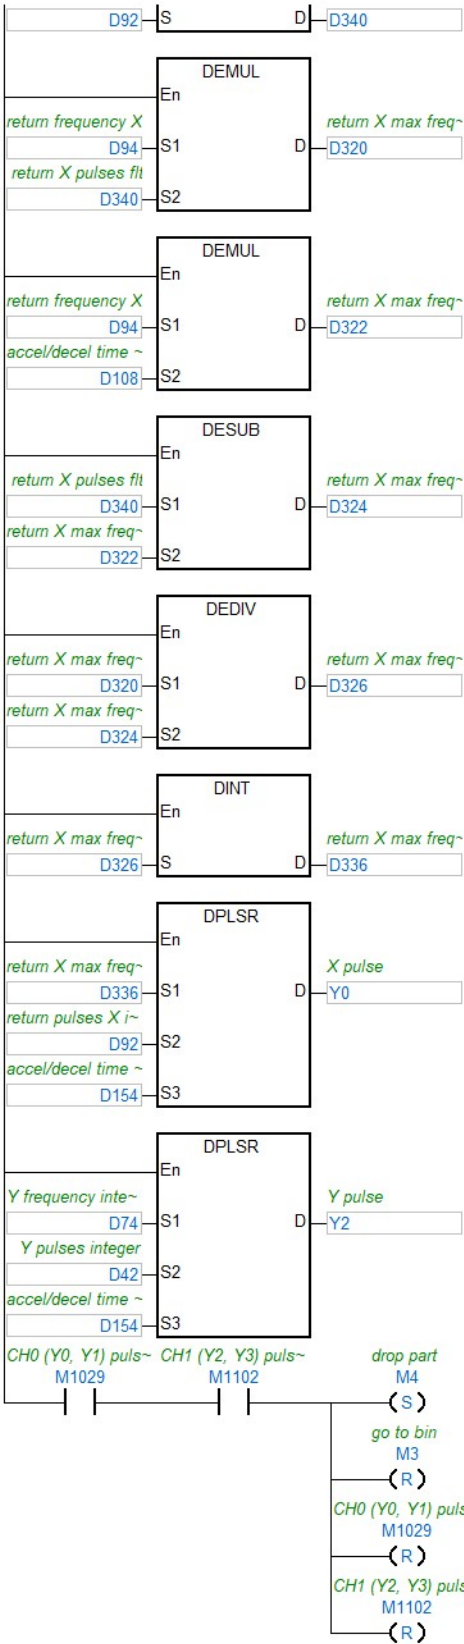 D92 S D D340
DEMUL
En
return frequency X return X max freq~
D94 S1 D D320
return X pulses flt
D340 S2
DEMUL
En
return frequency X return X max freq~
D94 S1 D D322
accel/decel time ~
D108 S2
DESUB
En
return X pulses flt return X max freq~
D340 S1 D D324
return X max freq~
D322 S2
DEDIV
En
return X max freq~ return X max freq~
D320 S1 D D326
return X max freq~
D324 S2
DINT
En
return X max freq~ return X max freq~
D326 S D D336
DPLSR
En
return X max freq~ X pulse
D336 S1 D Y0
return pulses X i~
D92 S2
accel/decel time ~
D154 S3
DPLSR
En
Y frequency inte~ Y pulse
D74 S1 D Y2
Y pulses integer
D42 S2
accel/decel time ~
D154 S3
CH0 (Y0, Y1) puls~ CH1 (Y2, Y3) puls~ drop part
M1029 M1102 M4
S
go to bin
M3
R
CH0 (Y0, Y1) puls
M1029
R
CH1 (Y2, Y3) puls
M1102
R